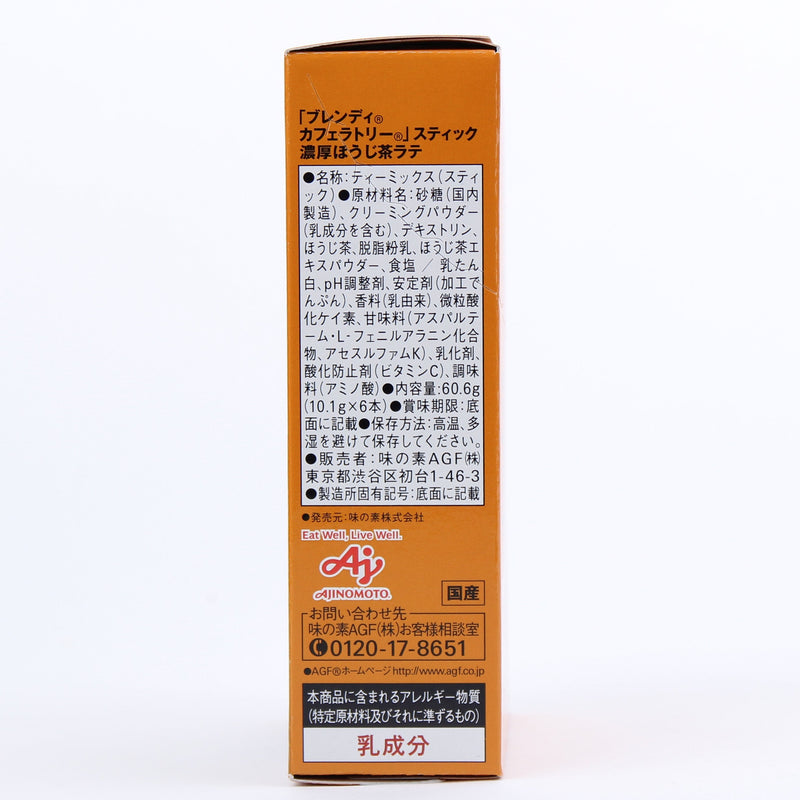 「ブレンディ®
カフェラトリー®」スティック
濃厚ほうじ茶ラテ
●名称：ティーミックス（スティ
ック）●原材料名：砂糖（国内
製造）、クリーミングパウダー
（乳成分を含む）、デキストリン、
ほうじ茶、脱脂粉乳、ほうじ茶エ
キスパウダー、食塩／乳たん
白、pH調整剤、安定剤（加工で
んぷん）、香料（乳由来）、微粒酸
化ケイ素、甘味料（アスパルテ
ーム・L-フェニルアラニン化合
物、アセスルファムK）、乳化剤、
酸化防止剤（ビタミンC）、調味
料（アミノ酸）●内容量：60.6g
（10.1g×6本）●賞味期限：底
面に記載●保存方法：高温、多
湿を避けて保存してください。
●販売者：味の素AGF（株）
東京都渋谷区初台1-46-3
●製造所固有記号：底面に記載
●発売元：味の素株式会社
Eat Well, Live Well.
Aj
AJINOMOTO.
国産
お問い合わせ先
味の素AGF（株）お客様相談室
0120-17-8651
●AGF®ホームページhttp://www.agf.co.jp
本商品に含まれるアレルギー物質
（特定原材料及びそれに準ずるもの）
乳成分